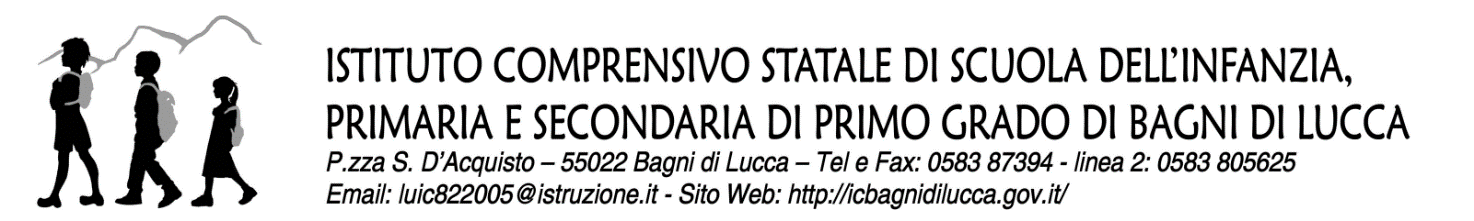 ISTITUTO COMPRENSIVO STATALE DI SCUOLA DELL'INFANZIA,
PRIMARIA E SECONDARIA DI PRIMO GRADO DI BAGNI DI LUCCA
P.zza S. D'Acquisto – 55022 Bagni di Lucca – Tel e Fax: 0583 87394 - linea 2: 0583 805625
Email: luic822005@istruzione.it - Sito Web: http://icbagnidilucca.gov.it/